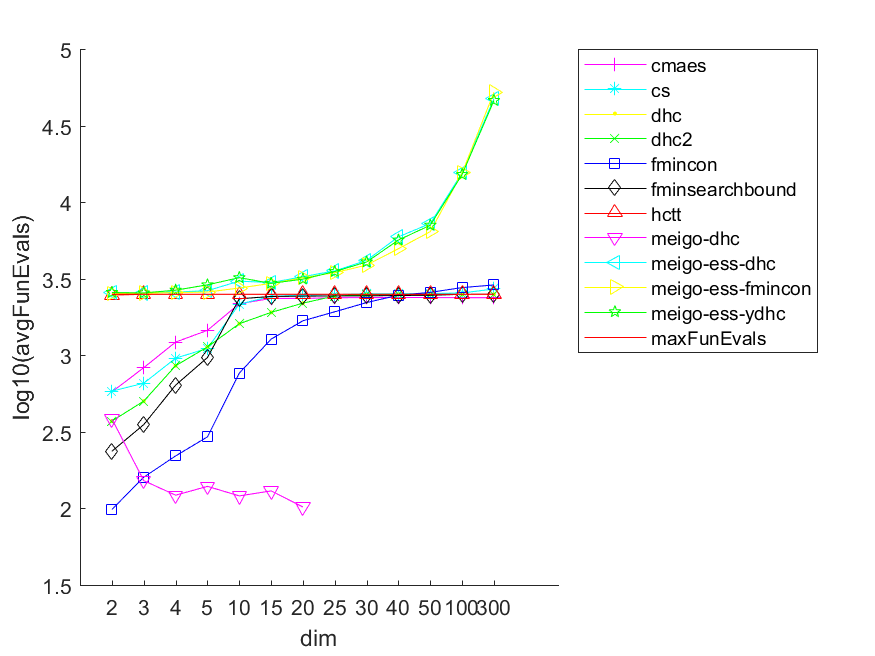 log10(avgFunEvals)
5
4.5
4
3.5
3
2.5
2
1.5
2 3 4 5 10 15 20 25 30 40 50 100 300
dim
cmaes
cs
dhc
dhc2
fmincon
fminsearchbound
hctt
meigo-dhc
meigo-ess-dhc
meigo-ess-fmincon
meigo-ess-ydhc
maxFunEvals